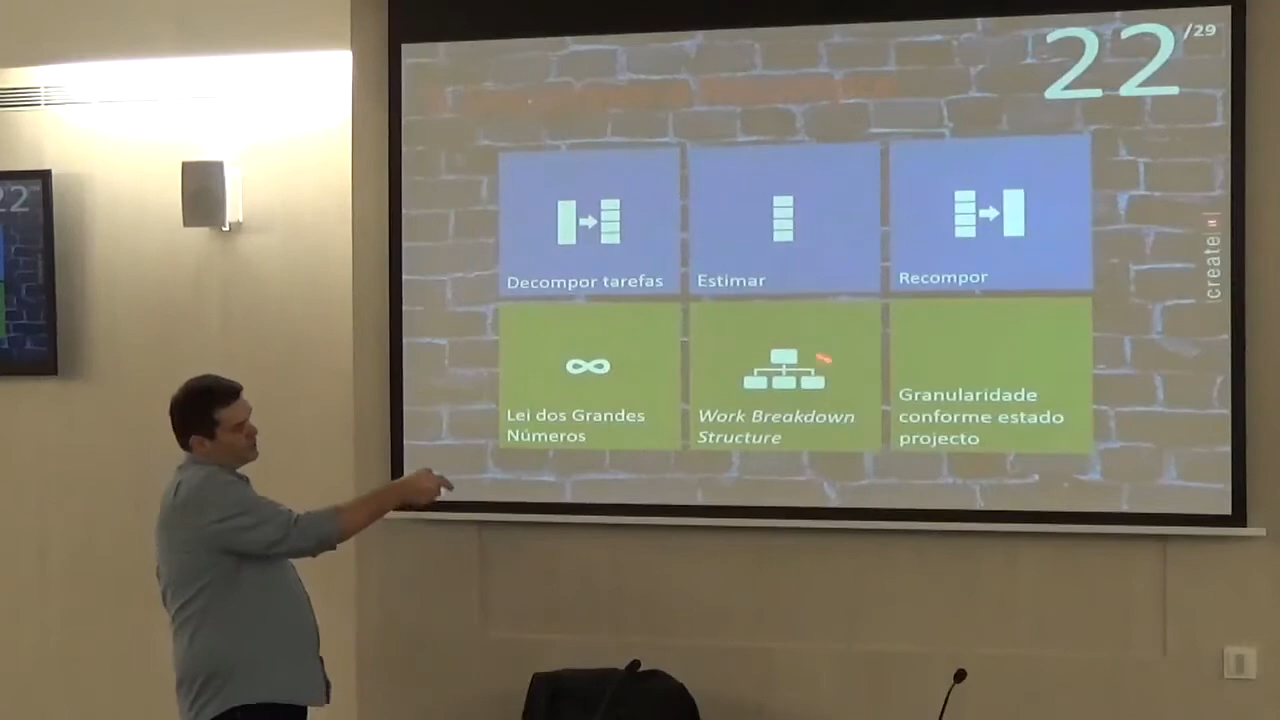 22/29
22
Decompor tarefas
Estimar
Recompor
Lei dos Grandes
Números
Work Breakdown
Structure
Granularidade
conforme estado
projecto
|create|it|